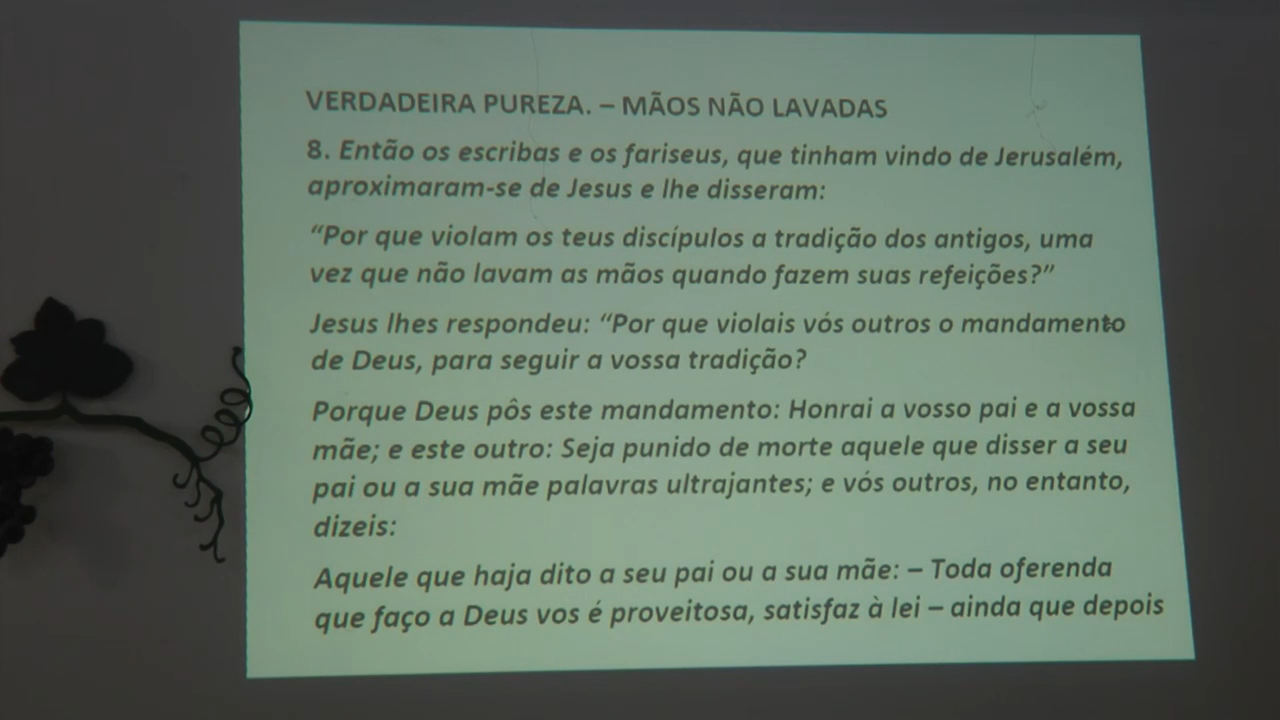 VERDADEIRA PUREZA. – MÃOS NÃO LAVADAS
8. Então os escribas e os fariseus, que tinham vindo de Jerusalém,
aproximaram-se de Jesus e lhe disseram:
“Por que violam os teus discípulos a tradição dos antigos, uma
vez que não lavam as mãos quando fazem suas refeições?”
Jesus lhes respondeu: “Por que violais vós outros o mandamento
de Deus, para seguir a vossa tradição?
Porque Deus pôs este mandamento: Honrai a vosso pai e a vossa
mãe; e este outro: Seja punido de morte aquele que disser a seu
pai ou a sua mãe palavras ultrajantes; e vós outros, no entanto,
dizeis:
Aquele que haja dito a seu pai ou a sua mãe: – Toda oferenda
que faço a Deus vos é proveitosa, satisfaz à lei – ainda que depois